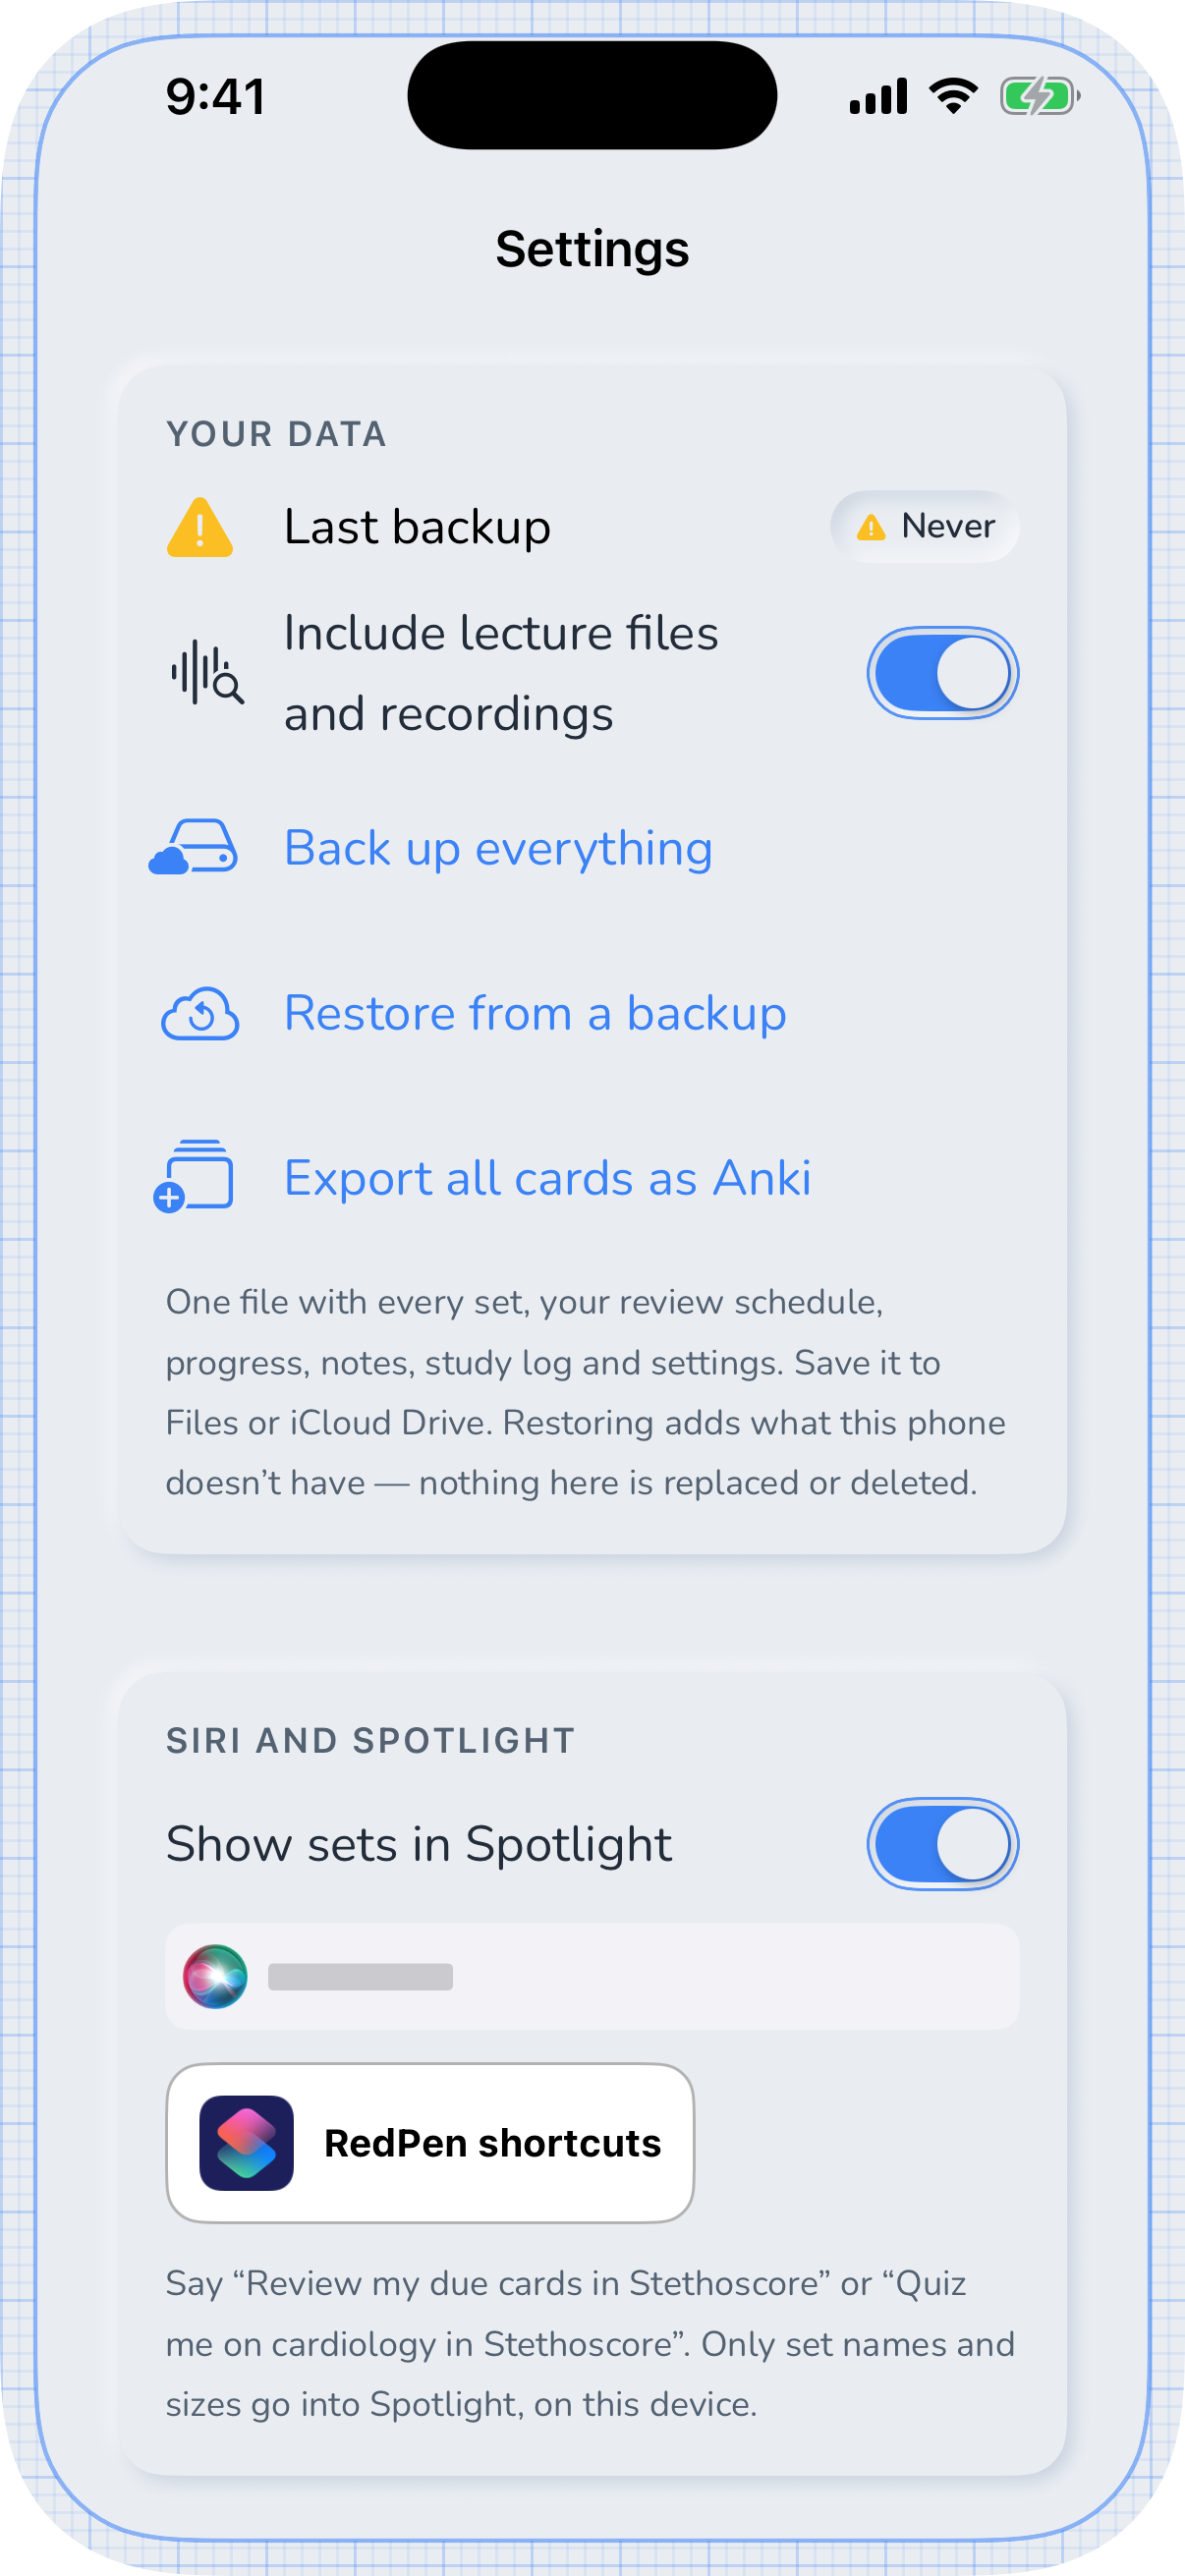 9:41
Settings
YOUR DATA
Last backup
Never
Include lecture files
and recordings
Back up everything
Restore from a backup
Export all cards as Anki
One file with every set, your review schedule,
progress, notes, study log and settings. Save it to
Files or iCloud Drive. Restoring adds what this phone
doesn’t have — nothing here is replaced or deleted.
SIRI AND SPOTLIGHT
Show sets in Spotlight
RedPen shortcuts
Say “Review my due cards in Stethoscore” or “Quiz
me on cardiology in Stethoscore”. Only set names and
sizes go into Spotlight, on this device.